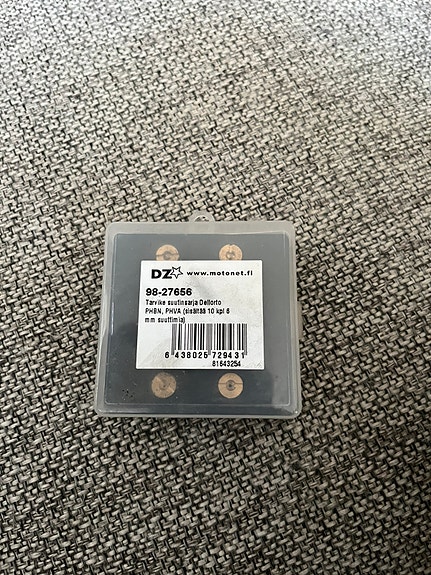 DZ www.motonet.fi
98-27656
Tarvike suutinsarja Dellorto
PHBN, PHVA (sisältää 10 kpl 6
mm suuttimia)
6 438025 729431
81643254